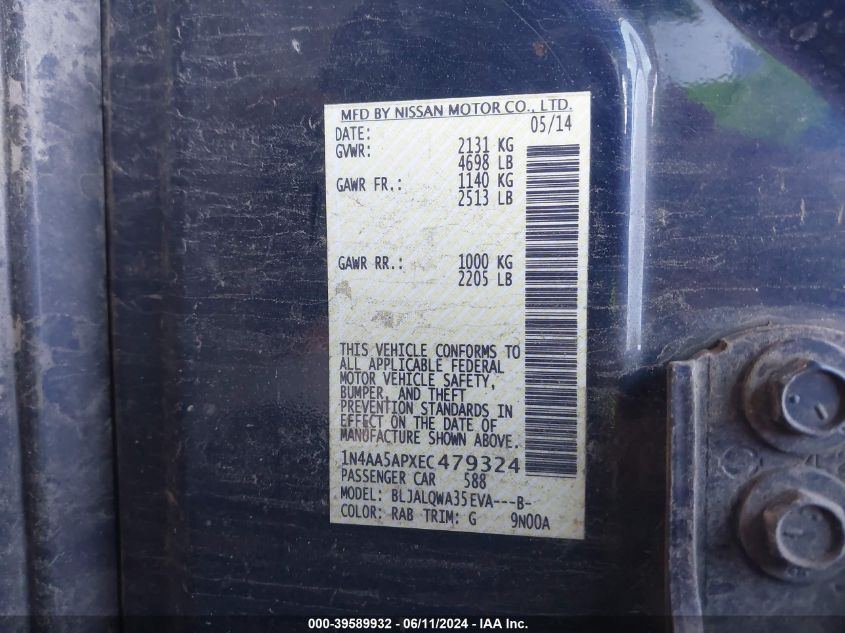 MFD BY NISSAN MOTOR CO., LTD.
DATE: 05/14
GVWR: 2131 KG
4698 LB
GAWR FR.: 1140 KG
2513 LB
GAWR RR.: 1000 KG
2205 LB
THIS VEHICLE CONFORMS TO
ALL APPLICABLE FEDERAL
MOTOR VEHICLE SAFETY,
BUMPER, AND THEFT
PREVENTION STANDARDS IN
EFFECT ON THE DATE OF
MANUFACTURE SHOWN ABOVE.
1N4AA5APXEC479324
PASSENGER CAR 588
MODEL: BLJALQWA35EVA---B-
COLOR: RAB TRIM: G 9N00A
000-39589932 - 06/11/2024 - IAA Inc.